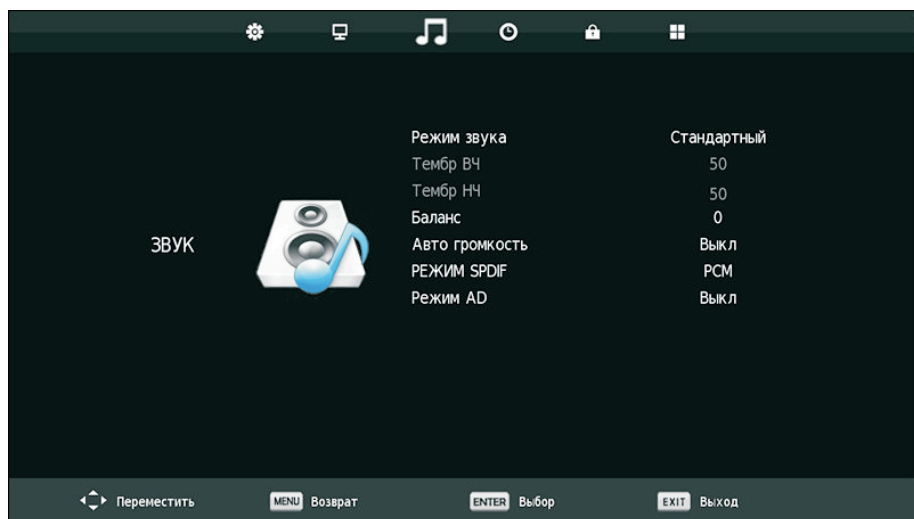 Режим звука Стандартный
Тембр ВЧ 50
Тембр НЧ 50
Баланс 0
ЗВУК
Авто громкость Выкл
РЕЖИМ SPDIF PCM
Режим AD Выкл
Переместить MENU Возврат ENTER Выбор EXIT Выход